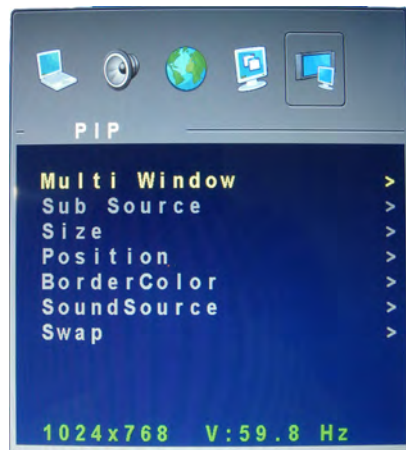 PIP
Multi Window >
Sub Source >
Size >
Position >
BorderColor >
SoundSource >
Swap >
1024x768 V:59.8 Hz